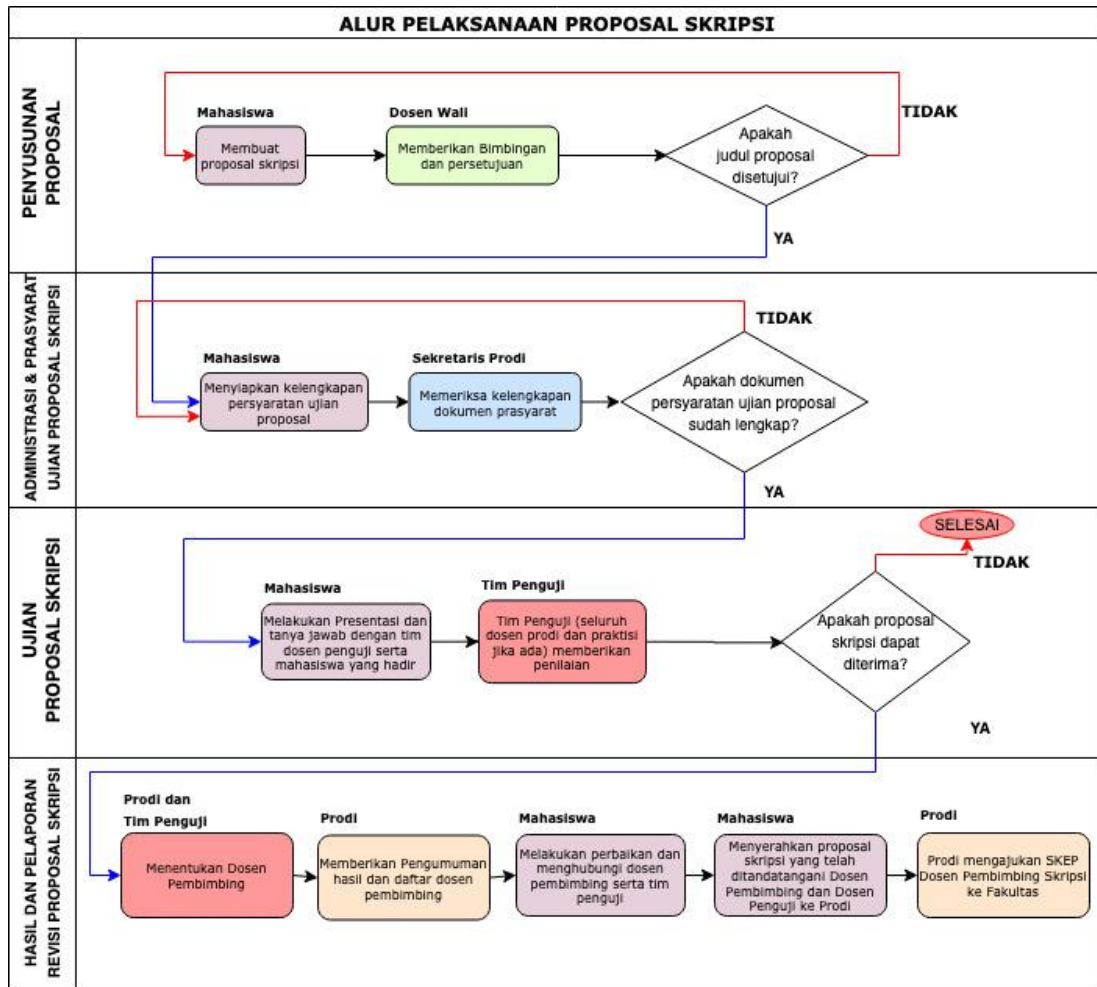 ALUR PELAKSANAAN PROPOSAL SKRIPSI
PENYUSUNAN
PROPOSAL
Mahasiswa
Membuat
proposal skripsi
Dosen Wali
Memberikan Bimbingan
dan persetujuan
Apakah
judul proposal
disetujui?
TIDAK
YA
ADMINISTRASI & PRASYARAT
UJIAN PROPOSAL SKRIPSI
Mahasiswa
Menyiapkan kelengkapan
persyaratan ujian
proposal
Sekretaris Prodi
Memeriksa kelengkapan
dokumen prasyarat
TIDAK
Apakah dokumen
persyaratan ujian proposal
sudah lengkap?
YA
UJIAN
PROPOSAL SKRIPSI
Mahasiswa
Melakukan Presentasi dan
tanya jawab dengan tim
dosen penguji serta
mahasiswa yang hadir
Tim Penguji
Tim Penguji (seluruh
dosen prodi dan praktisi
jika ada) memberikan
penilaian
Apakah proposal
skripsi dapat
diterima?
SELESAI
TIDAK
YA
HASIL DAN PELAPORAN
REVISI PROPOSAL SKRIPSI
Prodi dan
Tim Penguji
Menentukan Dosen
Pembimbing
Prodi
Memberikan Pengumuman
hasil dan daftar dosen
pembimbing
Mahasiswa
Melakukan perbaikan dan
menghubungi dosen
pembimbing serta tim
penguji
Mahasiswa
Menyerahkan proposal
skripsi yang telah
ditandatangani Dosen
Pembimbing dan Dosen
Penguji ke Prodi
Prodi
Prodi mengajukan SKEP
Dosen Pembimbing Skripsi
ke Fakultas